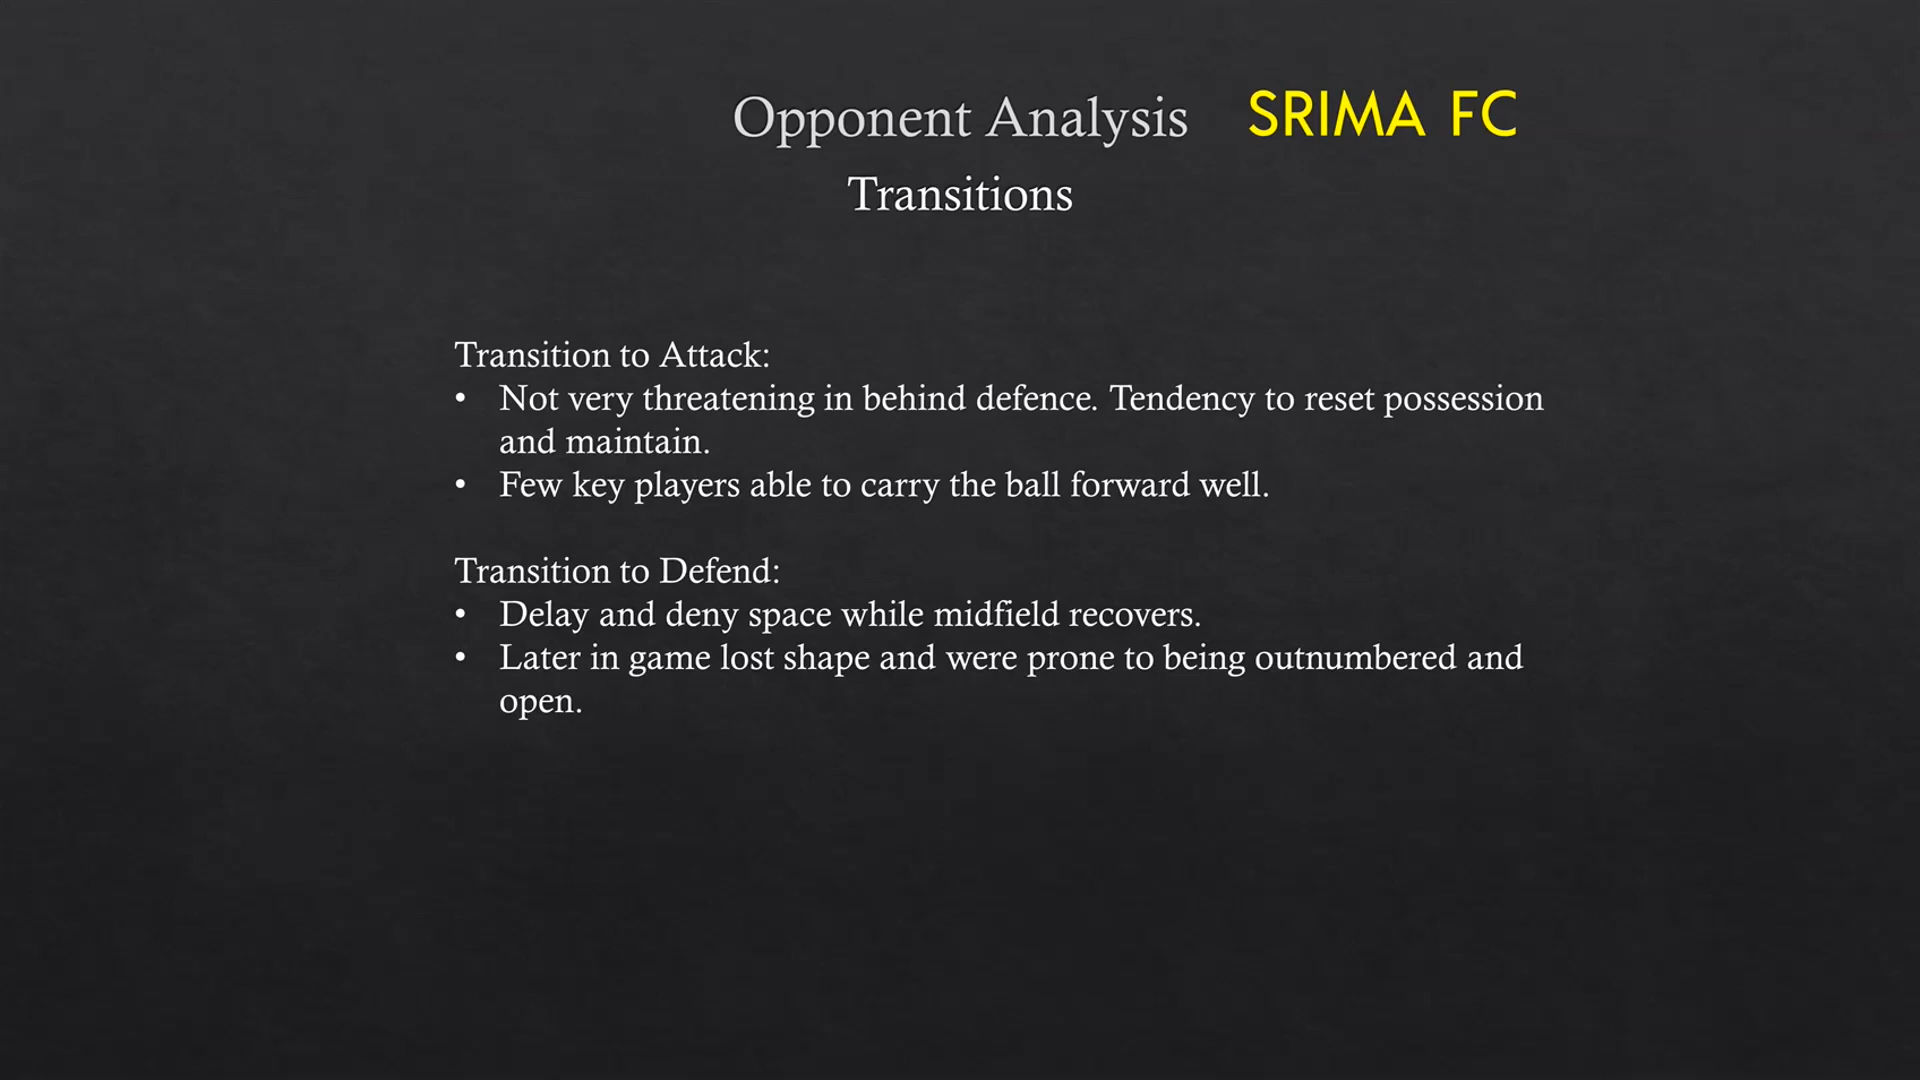 Opponent Analysis SRIMA FC
Transitions
Transition to Attack:
• Not very threatening in behind defence. Tendency to reset possession
and maintain.
• Few key players able to carry the ball forward well.
Transition to Defend:
• Delay and deny space while midfield recovers.
• Later in game lost shape and were prone to being outnumbered and
open.